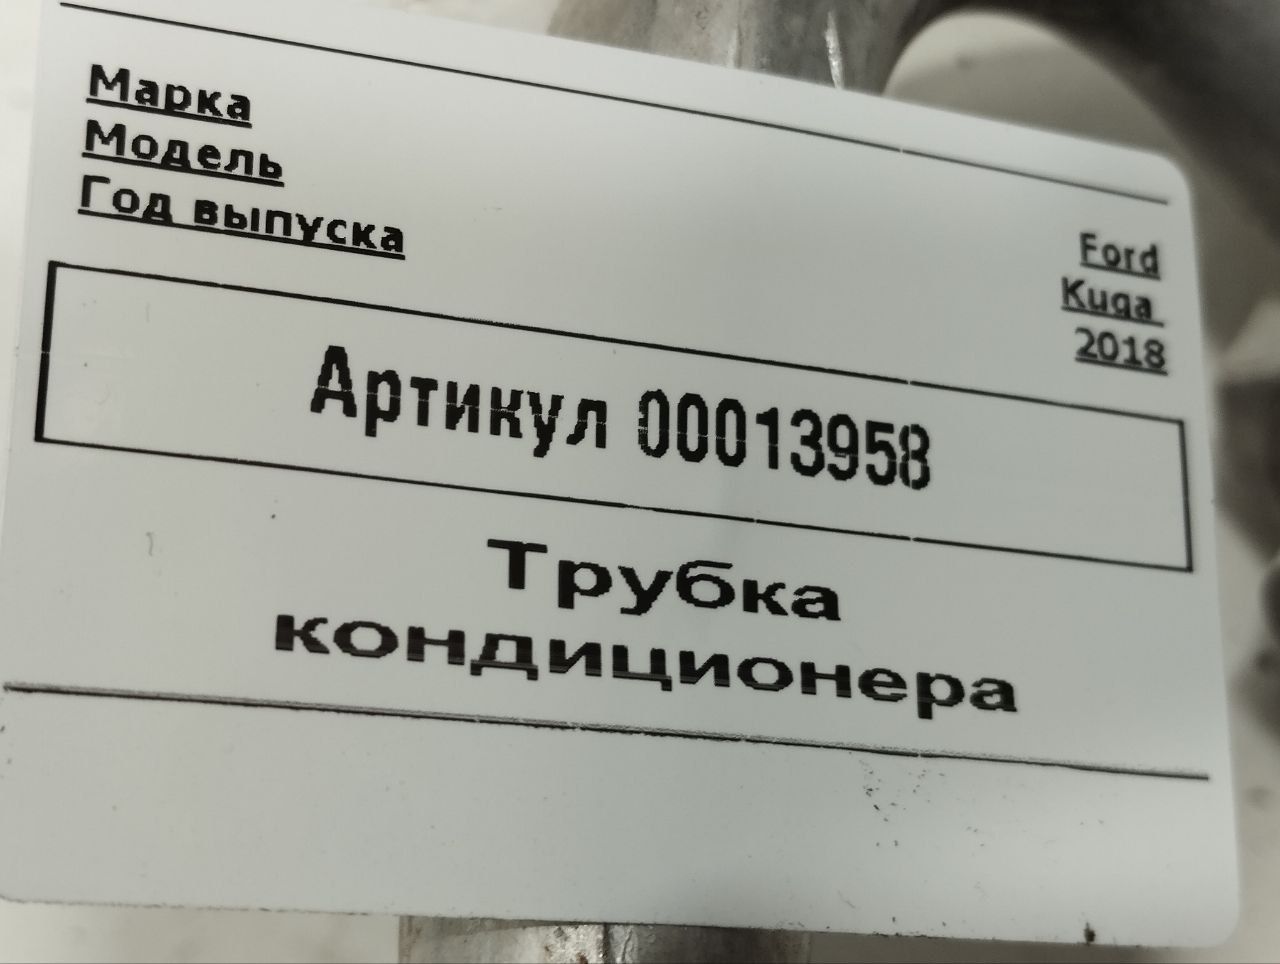 Марка
Модель
Год выпуска
Ford
Kuga
2018
Артикул 00013958
Трубка
кондиционера